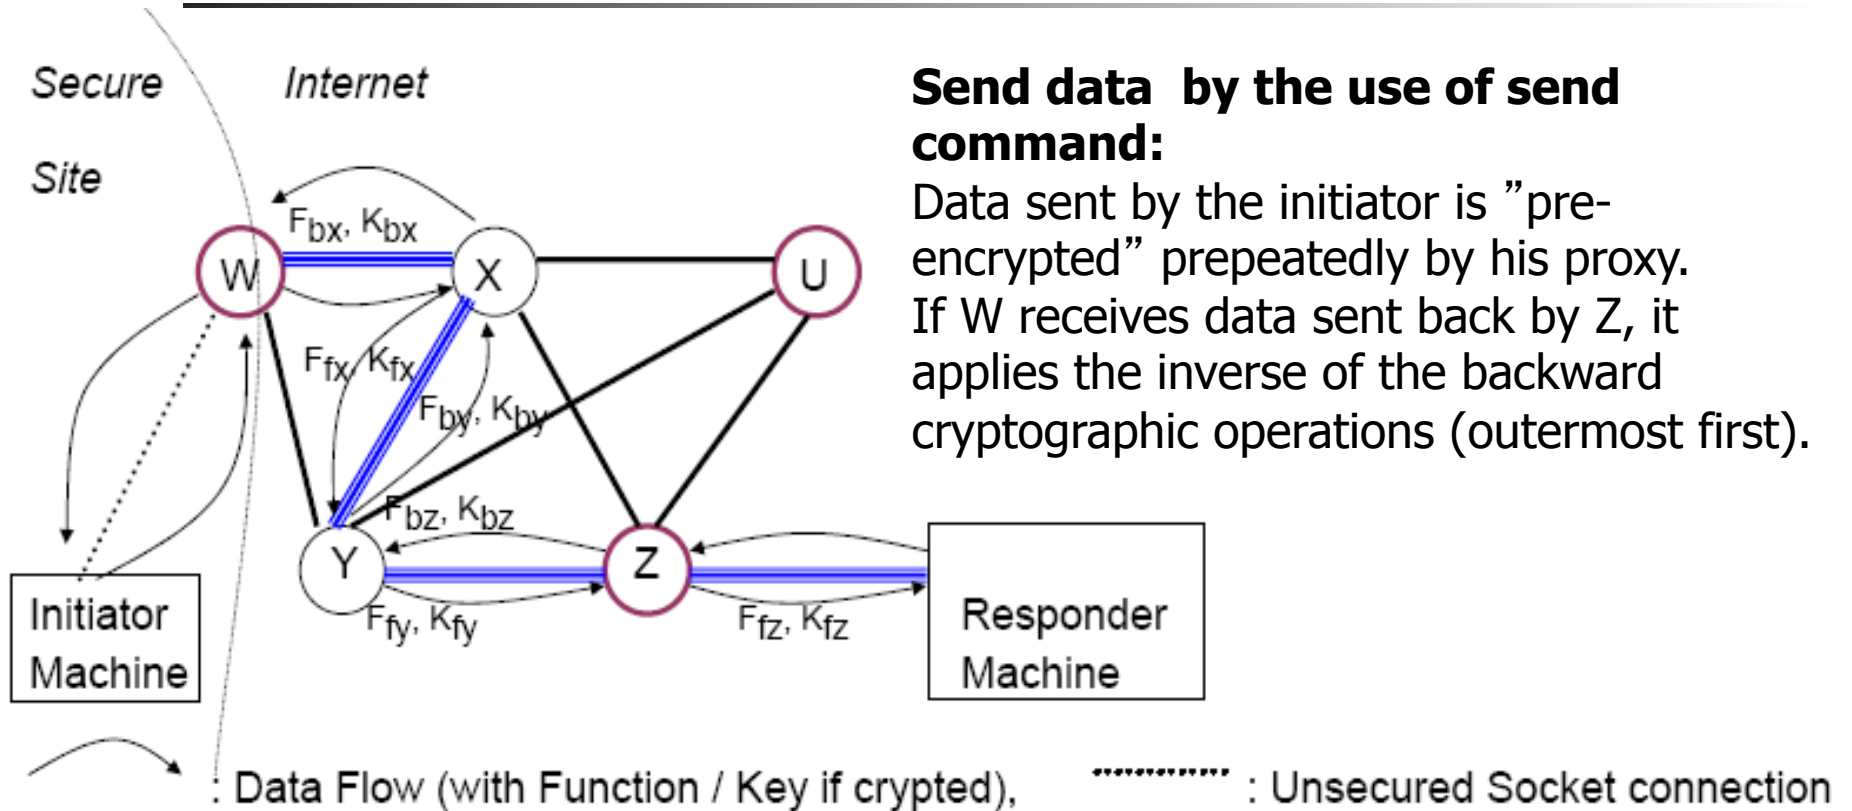 Secure
Internet
Site
Send data by the use of send
command:
Data sent by the initiator is ”pre-
encrypted” prepeatedly by his proxy.
If W receives data sent back by Z, it
applies the inverse of the backward
cryptographic operations (outermost first).
Fbx, Kbx
W
X
U
Ffx, Kfx
Fby, Kby
Fbz, Kbz
Y
Z
Ffy, Kfy
Ffz, Kfz
Initiator
Machine
Responder
Machine
: Data Flow (with Function / Key if crypted),
: Unsecured Socket connection